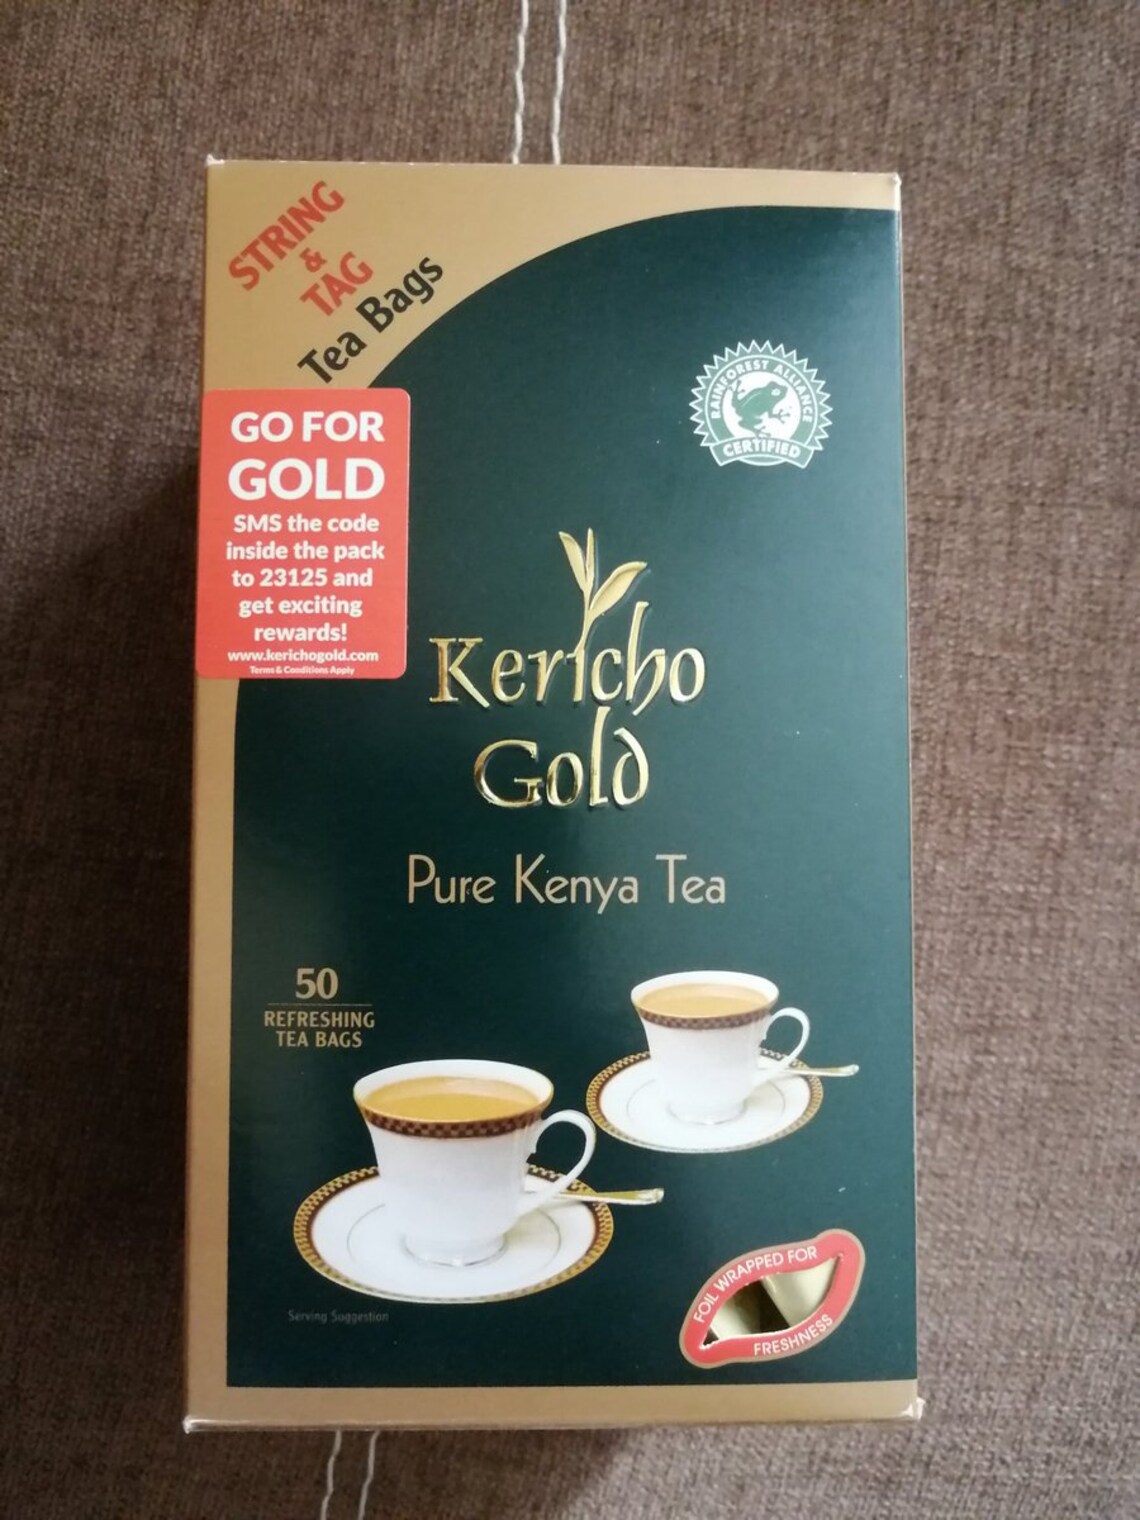 STRING
&
TAG
Tea Bags
GO FOR
GOLD
SMS the code
inside the pack
to 23125 and
get exciting
rewards!
www.kerichogold.com
Terms & Conditions Apply
RAINFOREST ALLIANCE
CERTIFIED
Kericho
Gold
Pure Kenya Tea
50
REFRESHING
TEA BAGS
Serving Suggestion
FOIL WRAPPED FOR
FRESHNESS